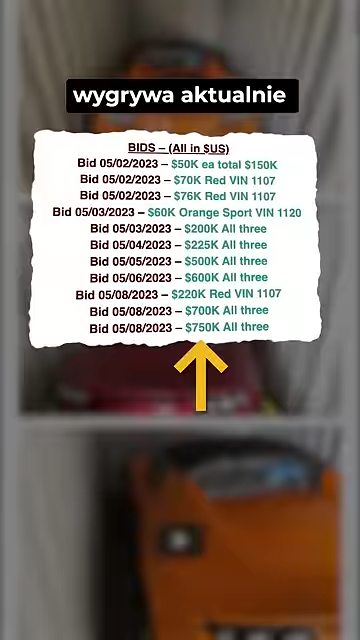 wygrywa aktualnie
BIDS – (All in $US)
Bid 05/02/2023 – $50K ea total $150K
Bid 05/02/2023 – $70K Red VIN 1107
Bid 05/02/2023 – $76K Red VIN 1107
Bid 05/03/2023 – $60K Orange Sport VIN 1120
Bid 05/03/2023 – $200K All three
Bid 05/04/2023 – $225K All three
Bid 05/05/2023 – $500K All three
Bid 05/06/2023 – $600K All three
Bid 05/08/2023 – $220K Red VIN 1107
Bid 05/08/2023 – $700K All three
Bid 05/08/2023 – $750K All three